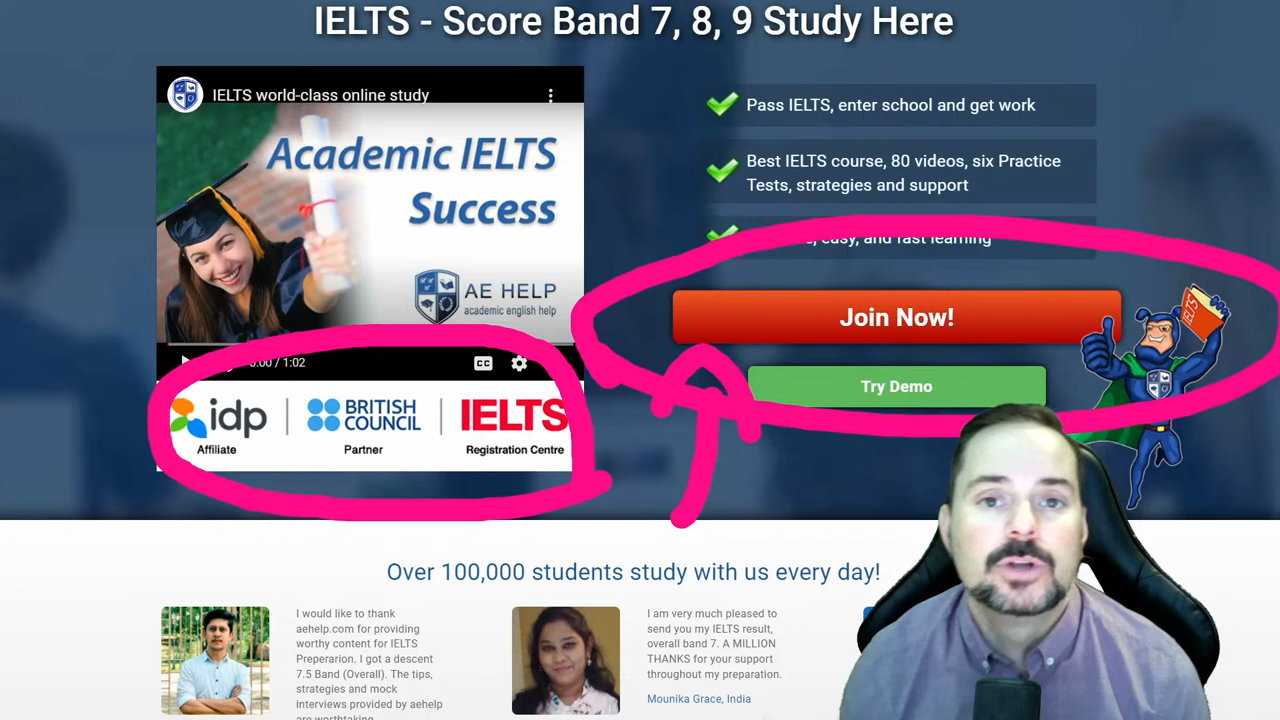 IELTS - Score Band 7, 8, 9 Study Here
IELTS world-class online study
Academic IELTS
Success
AE HELP
academic english help
0:00 / 1:02
CC
idp
Affiliate
BRITISH
COUNCIL
Partner
IELTS
Registration Centre
Pass IELTS, enter school and get work
Best IELTS course, 80 videos, six Practice
Tests, strategies and support
easy, and fast learning
Join Now!
Try Demo
IELTS
Over 100,000 students study with us every day!
I would like to thank
aehelp.com for providing
worthy content for IELTS
Preperarion. I got a descent
7.5 Band (Overall). The tips,
strategies and mock
interviews provided by aehelp
are worthtaking
I am very much pleased to
send you my IELTS result,
overall band 7. A MILLION
THANKS for your support
throughout my preparation.
Mounika Grace, India